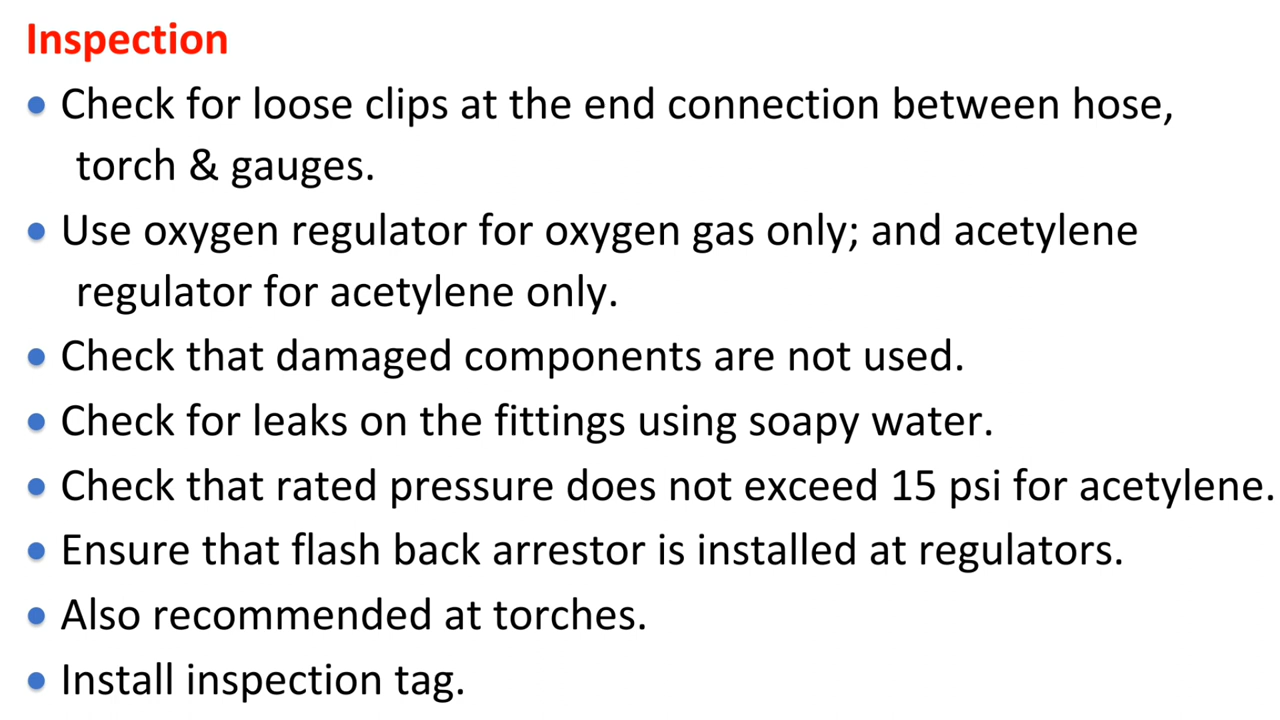 Inspection
• Check for loose clips at the end connection between hose,
torch & gauges.
• Use oxygen regulator for oxygen gas only; and acetylene
regulator for acetylene only.
• Check that damaged components are not used.
• Check for leaks on the fittings using soapy water.
• Check that rated pressure does not exceed 15 psi for acetylene.
• Ensure that flash back arrestor is installed at regulators.
• Also recommended at torches.
• Install inspection tag.